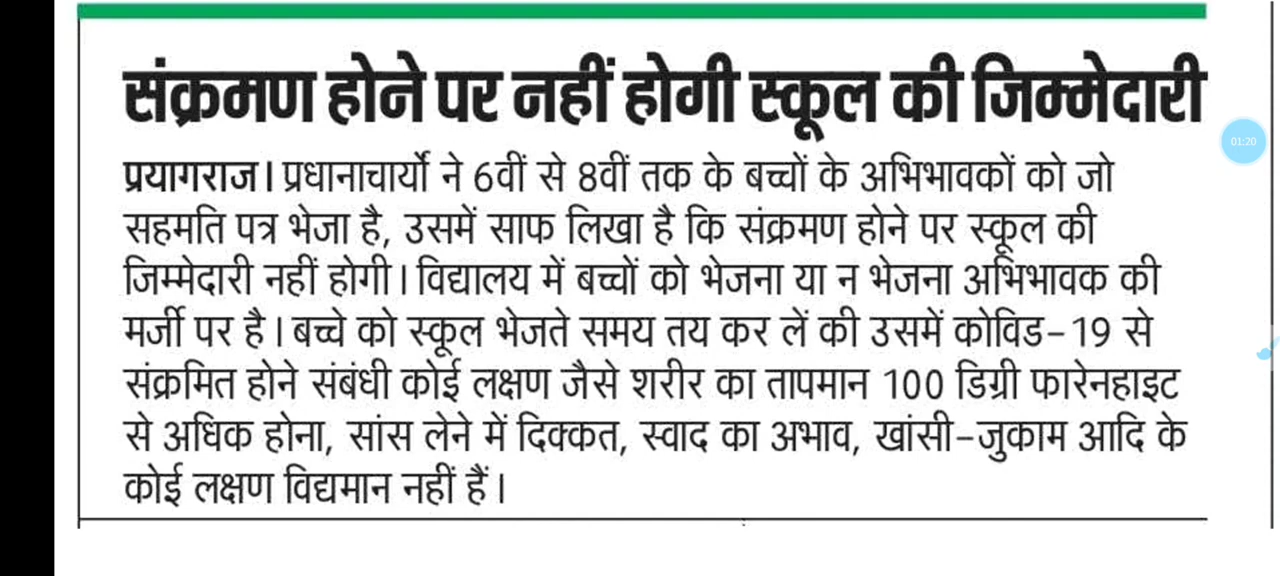 संक्रमण होने पर नहीं होगी स्कूल की जिम्मेदारी
प्रयागराज। प्रधानाचार्यों ने 6वीं से 8वीं तक के बच्चों के अभिभावकों को जो
सहमति पत्र भेजा है, उसमें साफ लिखा है कि संक्रमण होने पर स्कूल की
जिम्मेदारी नहीं होगी। विद्यालय में बच्चों को भेजना या न भेजना अभिभावक की
मर्जी पर है। बच्चे को स्कूल भेजते समय तय कर लें की उसमें कोविड-19 से
संक्रमित होने संबंधी कोई लक्षण जैसे शरीर का तापमान 100 डिग्री फारेनहाइट
से अधिक होना, सांस लेने में दिक्कत, स्वाद का अभाव, खांसी-जुकाम आदि के
कोई लक्षण विद्यमान नहीं हैं।
01:20